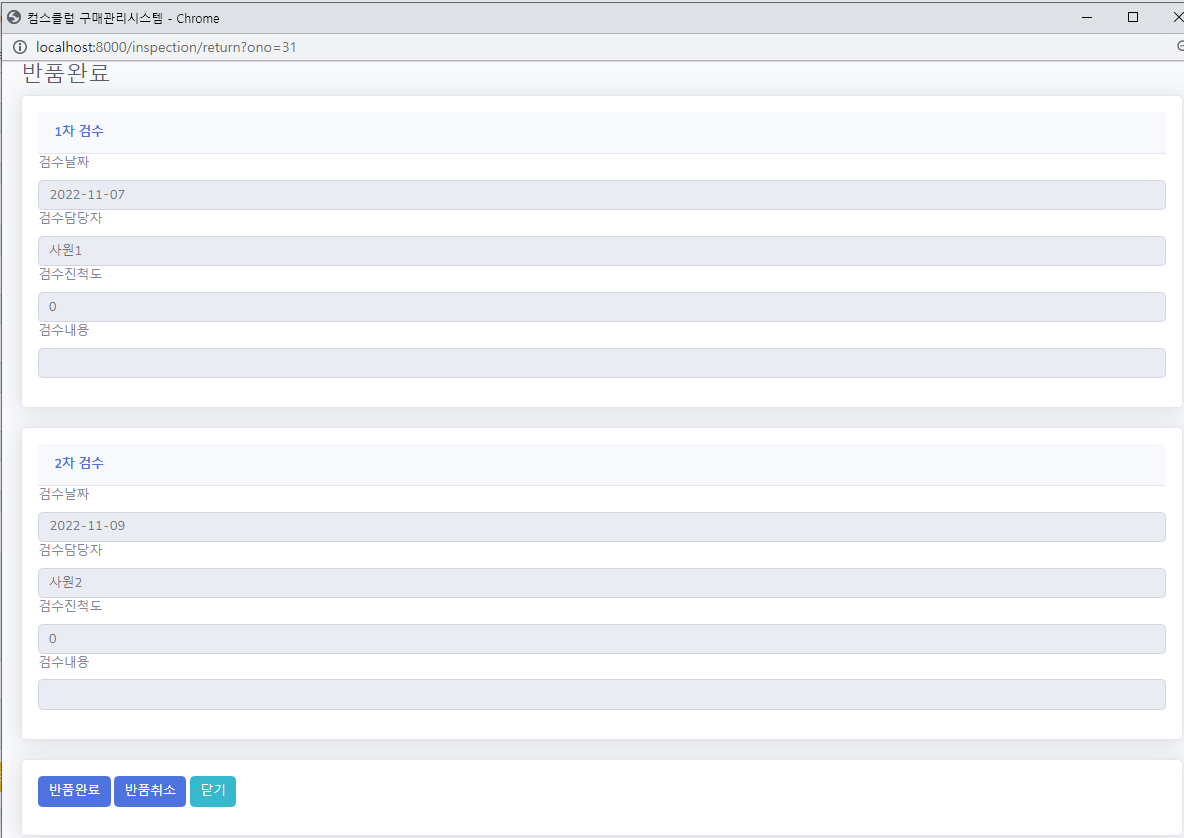 컴스클럽 구매관리시스템 - Chrome
localhost:8000/inspection/return?ono=31
반품완료
1차 검수
검수날짜
2022-11-07
검수담당자
사원1
검수진척도
0
검수내용
2차 검수
검수날짜
2022-11-09
검수담당자
사원2
검수진척도
0
검수내용
반품완료 반품취소 닫기